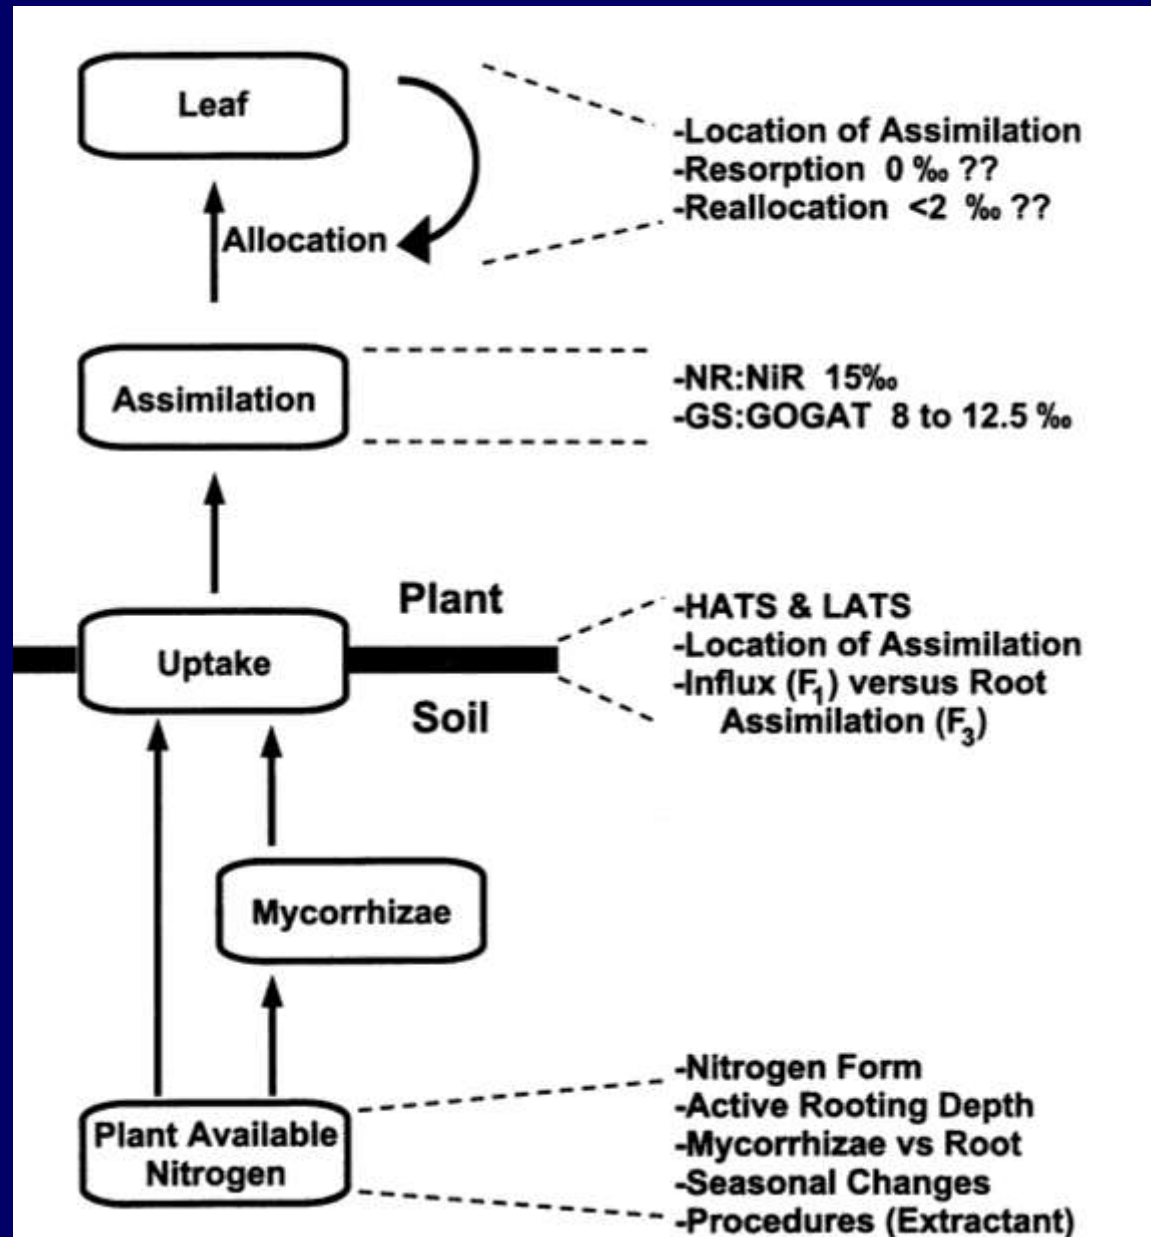 Leaf
-Location of Assimilation
-Resorption 0 ‰ ??
-Reallocation <2 ‰ ??
Allocation
Assimilation
-NR:NiR 15‰
-GS:GOGAT 8 to 12.5 ‰
Plant
Uptake
Soil
-HATS & LATS
-Location of Assimilation
-Influx (F₁) versus Root
Assimilation (F₃)
Mycorrhizae
Plant Available
Nitrogen
-Nitrogen Form
-Active Rooting Depth
-Mycorrhizae vs Root
-Seasonal Changes
-Procedures (Extractant)